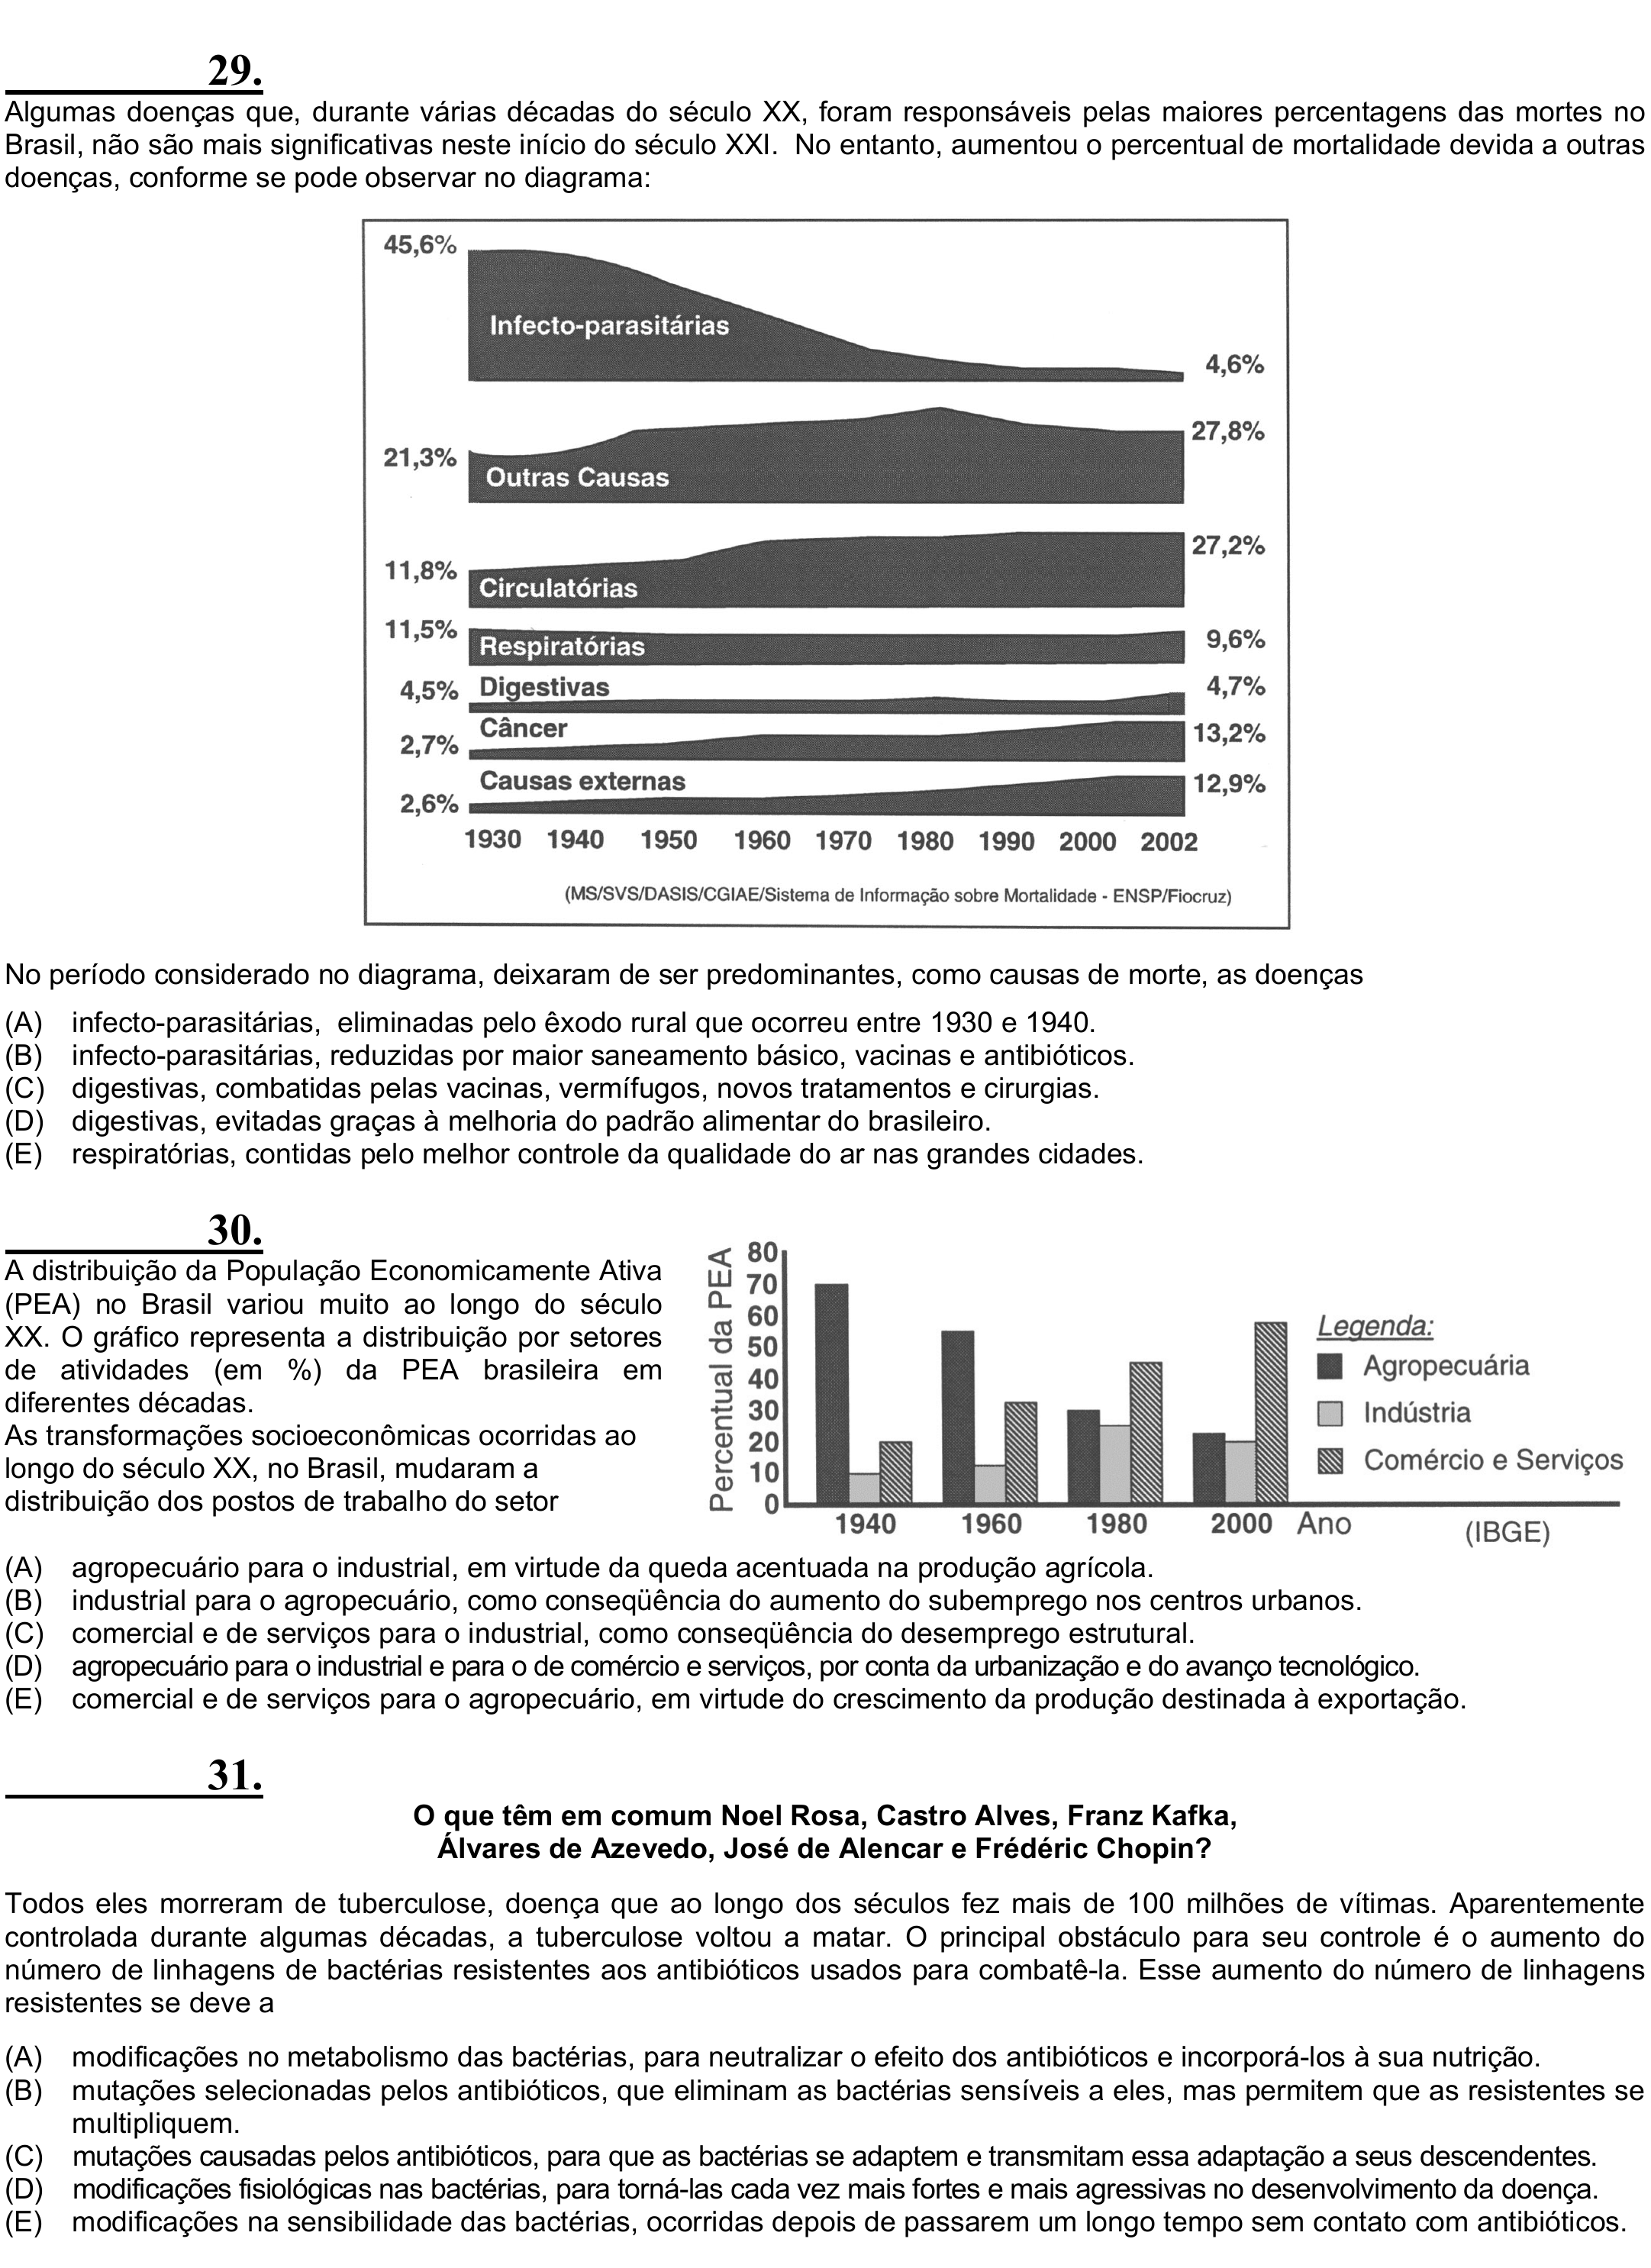 29.
Algumas doenças que, durante várias décadas do século XX, foram responsáveis pelas maiores percentagens das mortes no
Brasil, não são mais significativas neste início do século XXI. No entanto, aumentou o percentual de mortalidade devida a outras
doenças, conforme se pode observar no diagrama:
45,6%
Infecto-parasitárias
4,6%
21,3%
Outras Causas
27,8%
11,8%
Circulatórias
27,2%
11,5%
Respiratórias
9,6%
4,5%
Digestivas
4,7%
2,7%
Câncer
13,2%
2,6%
Causas externas
12,9%
1930 1940 1950 1960 1970 1980 1990 2000 2002
(MS/SVS/DASIS/CGIAE/Sistema de Informação sobre Mortalidade - ENSP/Fiocruz)
No período considerado no diagrama, deixaram de ser predominantes, como causas de morte, as doenças
(A) infecto-parasitárias, eliminadas pelo êxodo rural que ocorreu entre 1930 e 1940.
(B) infecto-parasitárias, reduzidas por maior saneamento básico, vacinas e antibióticos.
(C) digestivas, combatidas pelas vacinas, vermífugos, novos tratamentos e cirurgias.
(D) digestivas, evitadas graças à melhoria do padrão alimentar do brasileiro.
(E) respiratórias, contidas pelo melhor controle da qualidade do ar nas grandes cidades.
30.
A distribuição da População Economicamente Ativa
(PEA) no Brasil variou muito ao longo do século
XX. O gráfico representa a distribuição por setores
de atividades (em %) da PEA brasileira em
diferentes décadas.
As transformações socioeconômicas ocorridas ao
longo do século XX, no Brasil, mudaram a
distribuição dos postos de trabalho do setor
Percentual da PEA
80
70
60
50
40
30
20
10
0
1940 1960 1980 2000 Ano
Legenda:
Agropecuária
Indústria
Comércio e Serviços
(IBGE)
(A) agropecuário para o industrial, em virtude da queda acentuada na produção agrícola.
(B) industrial para o agropecuário, como conseqüência do aumento do subemprego nos centros urbanos.
(C) comercial e de serviços para o industrial, como conseqüência do desemprego estrutural.
(D) agropecuário para o industrial e para o de comércio e serviços, por conta da urbanização e do avanço tecnológico.
(E) comercial e de serviços para o agropecuário, em virtude do crescimento da produção destinada à exportação.
31.
O que têm em comum Noel Rosa, Castro Alves, Franz Kafka,
Álvares de Azevedo, José de Alencar e Frédéric Chopin?
Todos eles morreram de tuberculose, doença que ao longo dos séculos fez mais de 100 milhões de vítimas. Aparentemente
controlada durante algumas décadas, a tuberculose voltou a matar. O principal obstáculo para seu controle é o aumento do
número de linhagens de bactérias resistentes aos antibióticos usados para combatê-la. Esse aumento do número de linhagens
resistentes se deve a
(A) modificações no metabolismo das bactérias, para neutralizar o efeito dos antibióticos e incorporá-los à sua nutrição.
(B) mutações selecionadas pelos antibióticos, que eliminam as bactérias sensíveis a eles, mas permitem que as resistentes se
multipliquem.
(C) mutações causadas pelos antibióticos, para que as bactérias se adaptem e transmitam essa adaptação a seus descendentes.
(D) modificações fisiológicas nas bactérias, para torná-las cada vez mais fortes e mais agressivas no desenvolvimento da doença.
(E) modificações na sensibilidade das bactérias, ocorridas depois de passarem um longo tempo sem contato com antibióticos.